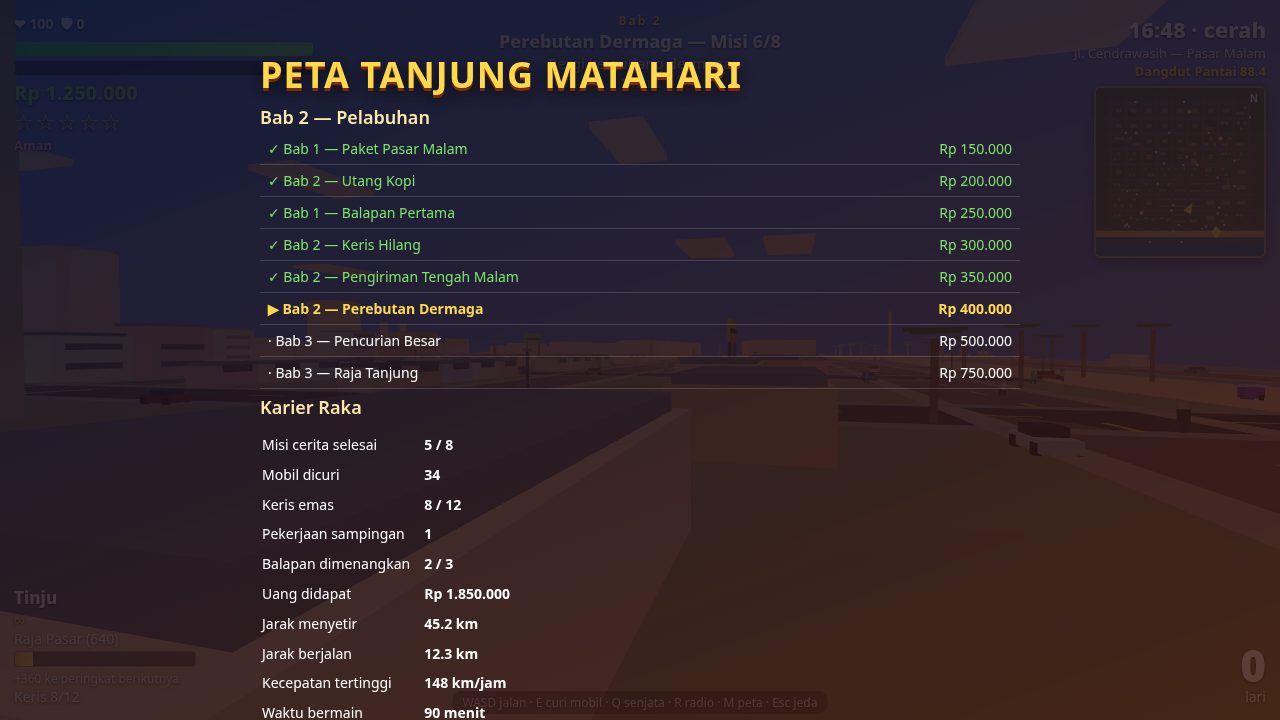 ❤ 100 🛡 0
Bab 2
Perebutan Dermaga — Misi 6/8
16:48 · cerah
Jl. Cendrawasih — Pasar Malam
Dangdut Pantai 88.4
N
Rp 1.250.000
☆☆☆☆☆
Aman
PETA TANJUNG MATAHARI
Bab 2 — Pelabuhan
✓ Bab 1 — Paket Pasar Malam Rp 150.000
✓ Bab 2 — Utang Kopi Rp 200.000
✓ Bab 1 — Balapan Pertama Rp 250.000
✓ Bab 2 — Keris Hilang Rp 300.000
✓ Bab 2 — Pengiriman Tengah Malam Rp 350.000
▶ Bab 2 — Perebutan Dermaga Rp 400.000
· Bab 3 — Pencurian Besar Rp 500.000
· Bab 3 — Raja Tanjung Rp 750.000
Karier Raka
Misi cerita selesai 5 / 8
Mobil dicuri 34
Keris emas 8 / 12
Pekerjaan sampingan 1
Balapan dimenangkan 2 / 3
Uang didapat Rp 1.850.000
Jarak menyetir 45.2 km
Jarak berjalan 12.3 km
Kecepatan tertinggi 148 km/jam
Waktu bermain 90 menit
Tinju
∞
Raja Pasar (640)
+360 ke peringkat berikutnya
Keris 8/12
WASD jalan · E curi mobil · Q senjata · R radio · M peta · Esc jeda
0
lari